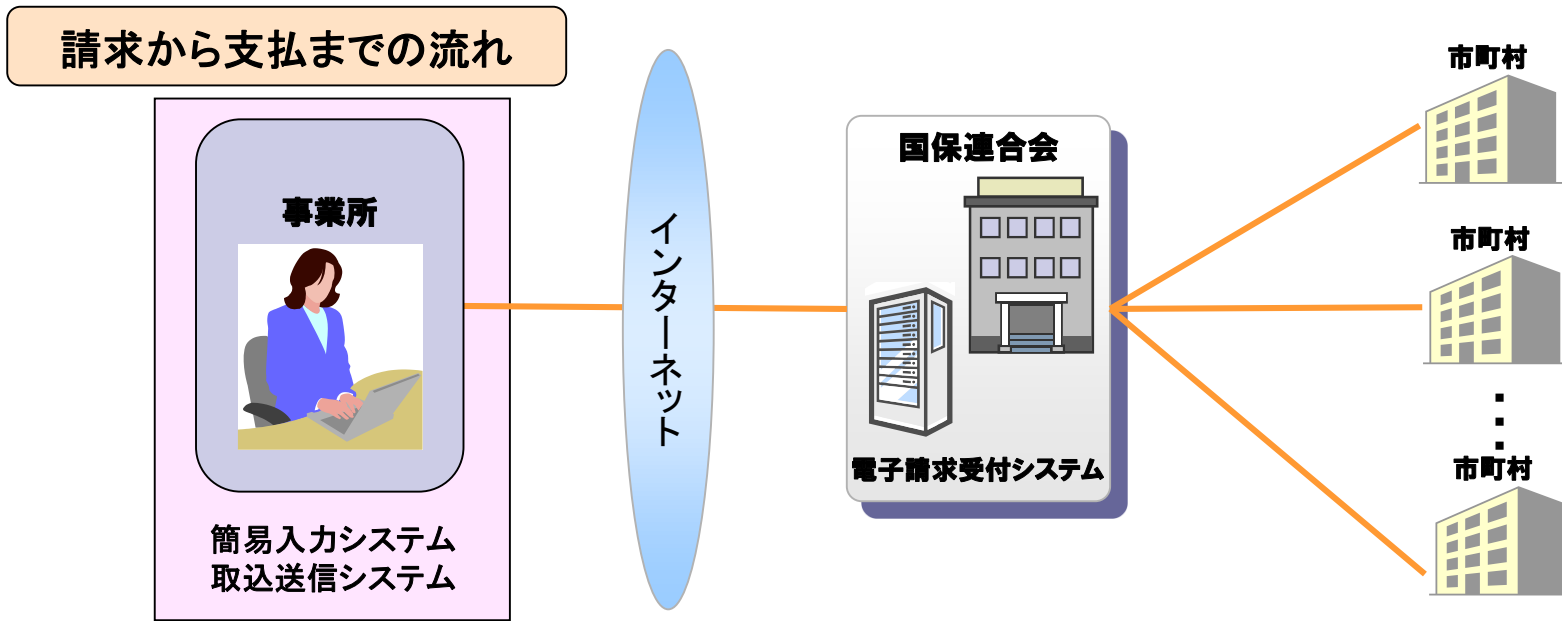 請求から支払までの流れ
事業所
簡易入力システム
取込送信システム
インターネット
国保連合会
電子請求受付システム
市町村
市町村
市町村